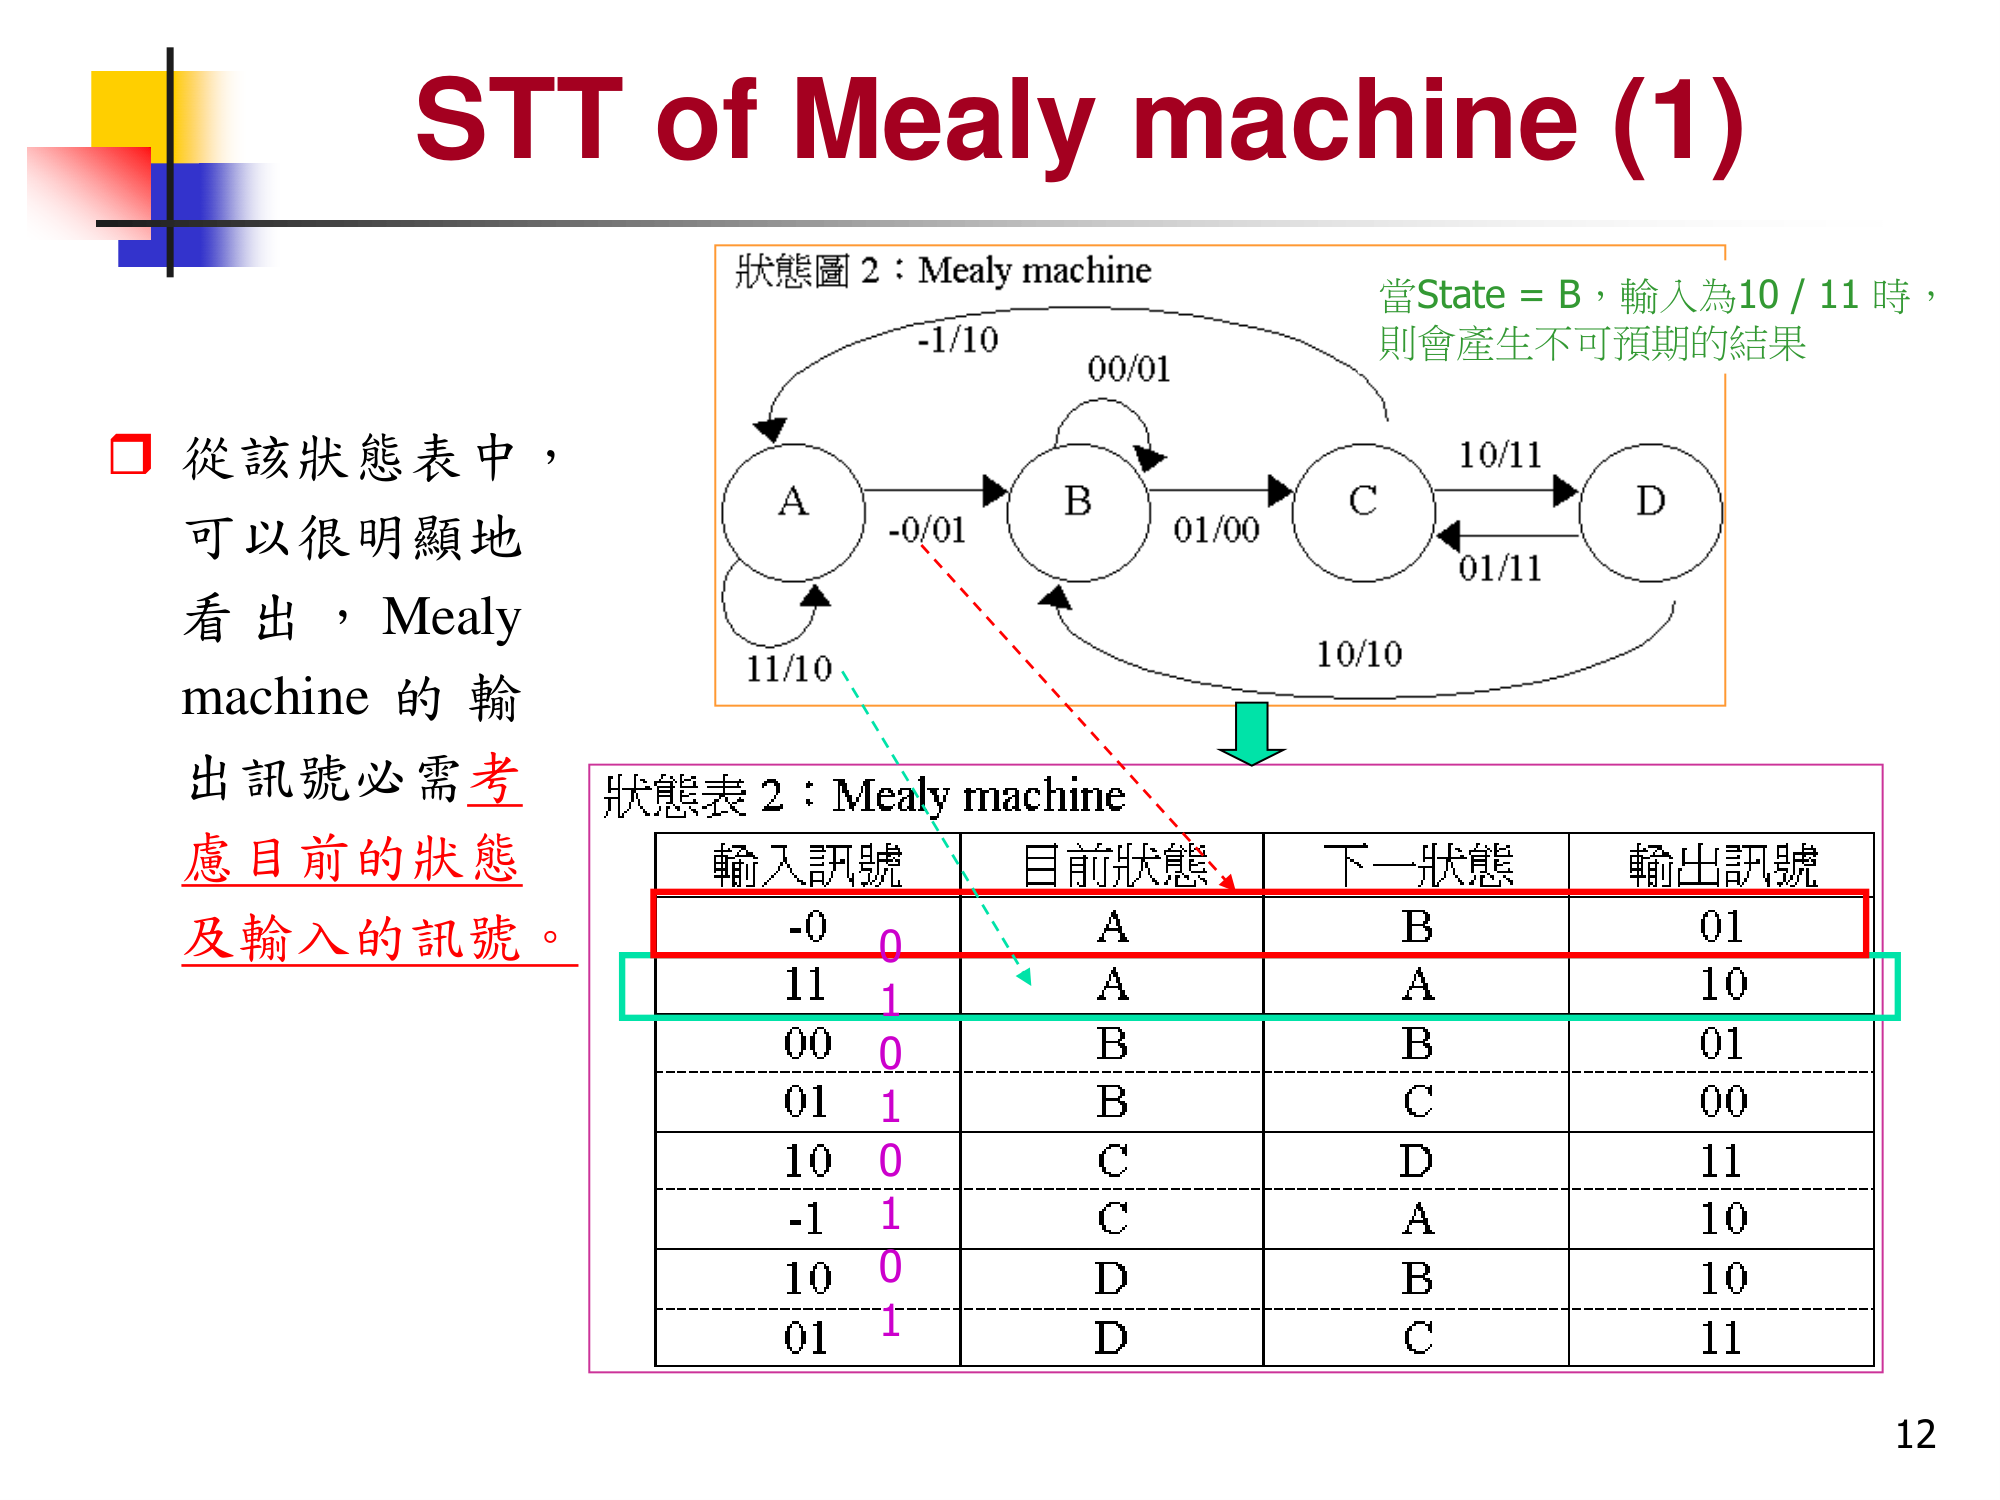 STT of Mealy machine (1)
從該狀態表中，
可以很明顯地
看出，Mealy
machine 的輸
出訊號必需考
慮目前的狀態
及輸入的訊號。
狀態圖 2：Mealy machine
當State = B，輸入為10 / 11 時，
則會產生不可預期的結果
-1/10
00/01
10/11
A
B
C
D
-0/01
01/00
01/11
11/10
10/10
狀態表 2：Mealy machine
輸入訊號 目前狀態 下一狀態 輸出訊號
-0 0 A B 01
11 1 A A 10
00 0 B B 01
01 1 B C 00
10 0 C D 11
-1 1 C A 10
10 0 D B 10
01 1 D C 11
12